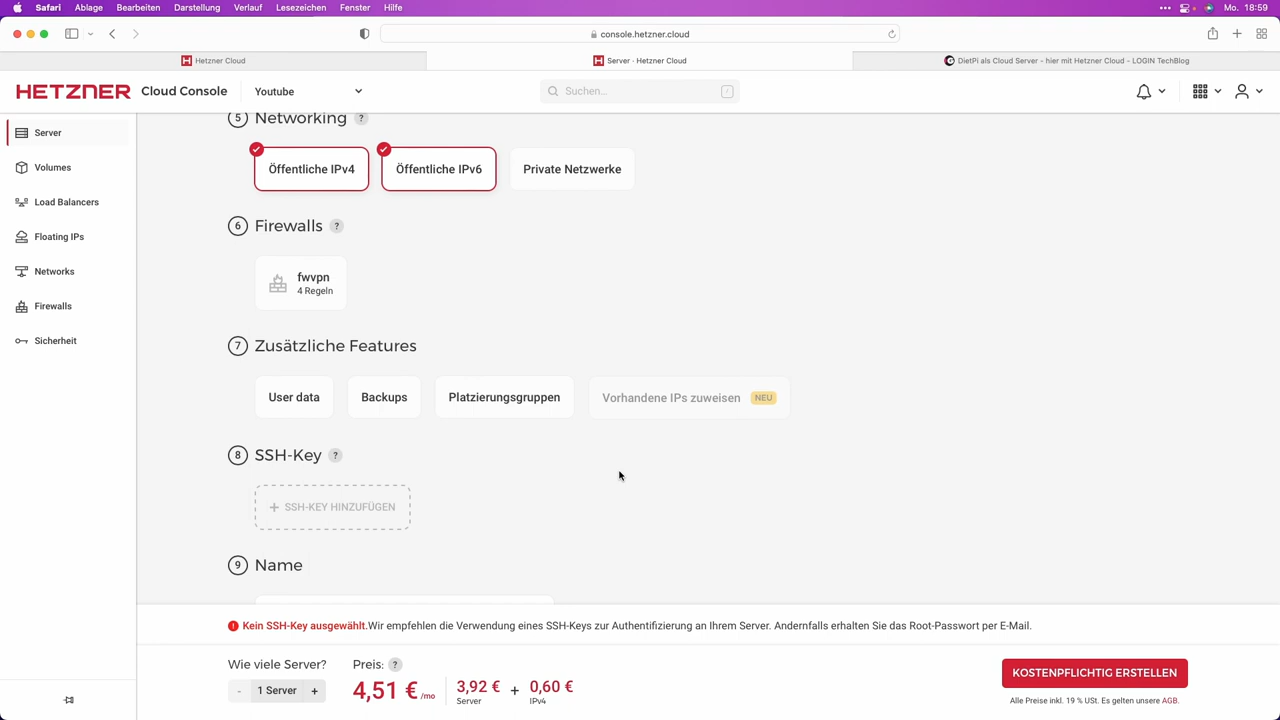 Safari Ablage Bearbeiten Darstellung Verlauf Lesezeichen Fenster Hilfe Mo. 18:59
console.hetzner.cloud
Hetzner Cloud
Server · Hetzner Cloud
DietPi als Cloud Server – hier mit Hetzner Cloud – LOGIN TechBlog
HETZNER Cloud Console
Youtube
Suchen...
/
Server
Volumes
Load Balancers
Floating IPs
Networks
Firewalls
Sicherheit
5 Networking ?
Öffentliche IPv4
Öffentliche IPv6
Private Netzwerke
6 Firewalls ?
fwvpn
4 Regeln
7 Zusätzliche Features
User data
Backups
Platzierungsgruppen
Vorhandene IPs zuweisen NEU
8 SSH-Key ?
+ SSH-KEY HINZUFÜGEN
9 Name
Kein SSH-Key ausgewählt.Wir empfehlen die Verwendung eines SSH-Keys zur Authentifizierung an Ihrem Server. Andernfalls erhalten Sie das Root-Passwort per E-Mail.
Wie viele Server?
- 1 Server +
Preis: ?
4,51 € /mo
3,92 €
Server
+
0,60 €
IPv4
KOSTENPFLICHTIG ERSTELLEN
Alle Preise inkl. 19 % USt. Es gelten unsere AGB.